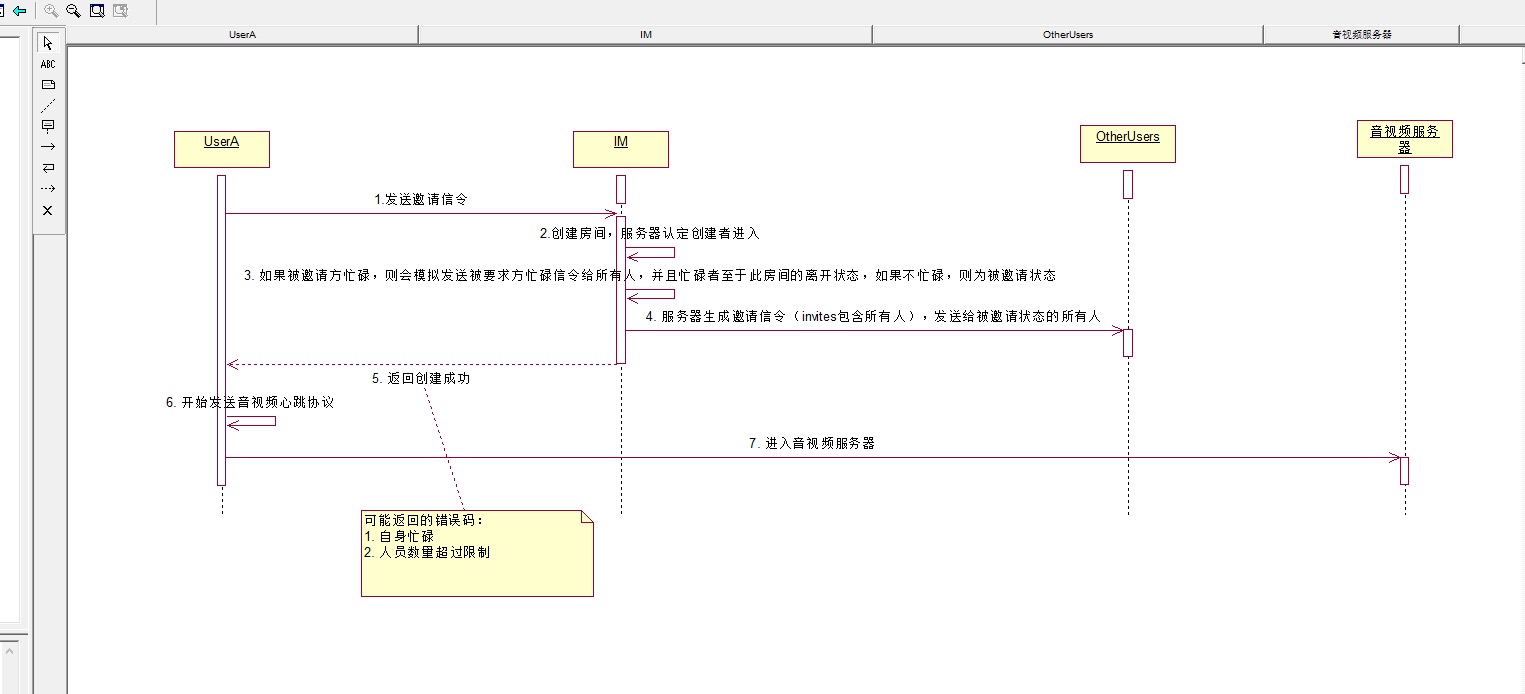 UserA
IM
OtherUsers
音视频服务器
ABC
UserA
IM
OtherUsers
音视频服务
器
1.发送邀请信令
2.创建房间，服务器认定创建者进入
3. 如果被邀请方忙碌，则会模拟发送被要求方忙碌信令给所有人，并且忙碌者至于此房间的离开状态，如果不忙碌，则为被邀请状态
4. 服务器生成邀请信令（invites包含所有人），发送给被邀请状态的所有人
5. 返回创建成功
6. 开始发送音视频心跳协议
7. 进入音视频服务器
可能返回的错误码：
1. 自身忙碌
2. 人员数量超过限制